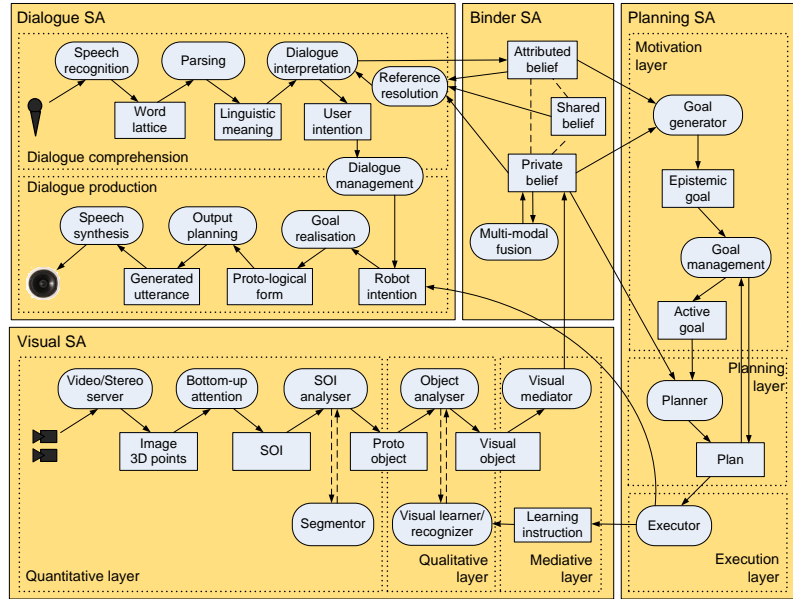 Dialogue SA
Speech
recognition
Parsing
Dialogue
interpretation
Reference
resolution
Word
lattice
Linguistic
meaning
User
intention
Dialogue comprehension
Dialogue
management
Dialogue production
Speech
synthesis
Output
planning
Goal
realisation
Generated
utterance
Proto-logical
form
Robot
intention
Binder SA
Attributed
belief
Shared
belief
Private
belief
Multi-modal
fusion
Planning SA
Motivation
layer
Goal
generator
Epistemic
goal
Goal
management
Active
goal
Planning
layer
Planner
Plan
Executor
Execution
layer
Visual SA
Video/Stereo
server
Bottom-up
attention
SOI
analyser
Object
analyser
Visual
mediator
Image
3D points
SOI
Proto
object
Visual
object
Segmentor
Visual learner/
recognizer
Learning
instruction
Quantitative layer
Qualitative
layer
Mediative
layer